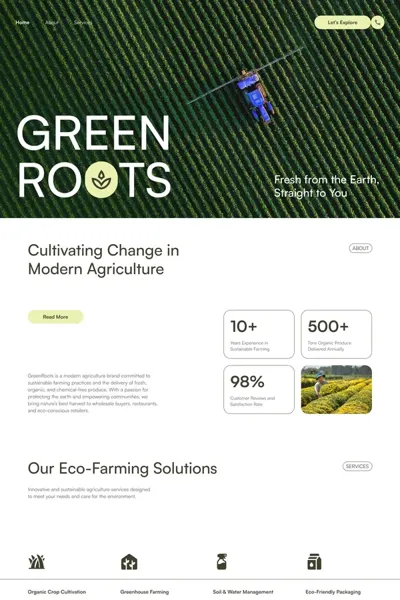 Home About Services Let's Explore
GREEN
ROOTS
Fresh from the Earth,
Straight to You
Cultivating Change in
Modern Agriculture
ABOUT
Read More
10+
Years Experience in
Sustainable Farming
500+
Tons Organic Produce
Delivered Annually
98%
Customer Reviews and
Satisfaction Rate
GreenRoots is a modern agriculture brand committed to
sustainable farming practices and the delivery of fresh,
organic, and chemical-free produce. With a passion for
protecting the earth and empowering communities, we
bring nature's best harvest to wholesale buyers, restaurants,
and eco-conscious retailers.
Our Eco-Farming Solutions
SERVICES
Innovative and sustainable agriculture services designed
to meet your needs and care for the environment.
Organic Crop Cultivation
Greenhouse Farming
Soil & Water Management
Eco-Friendly Packaging